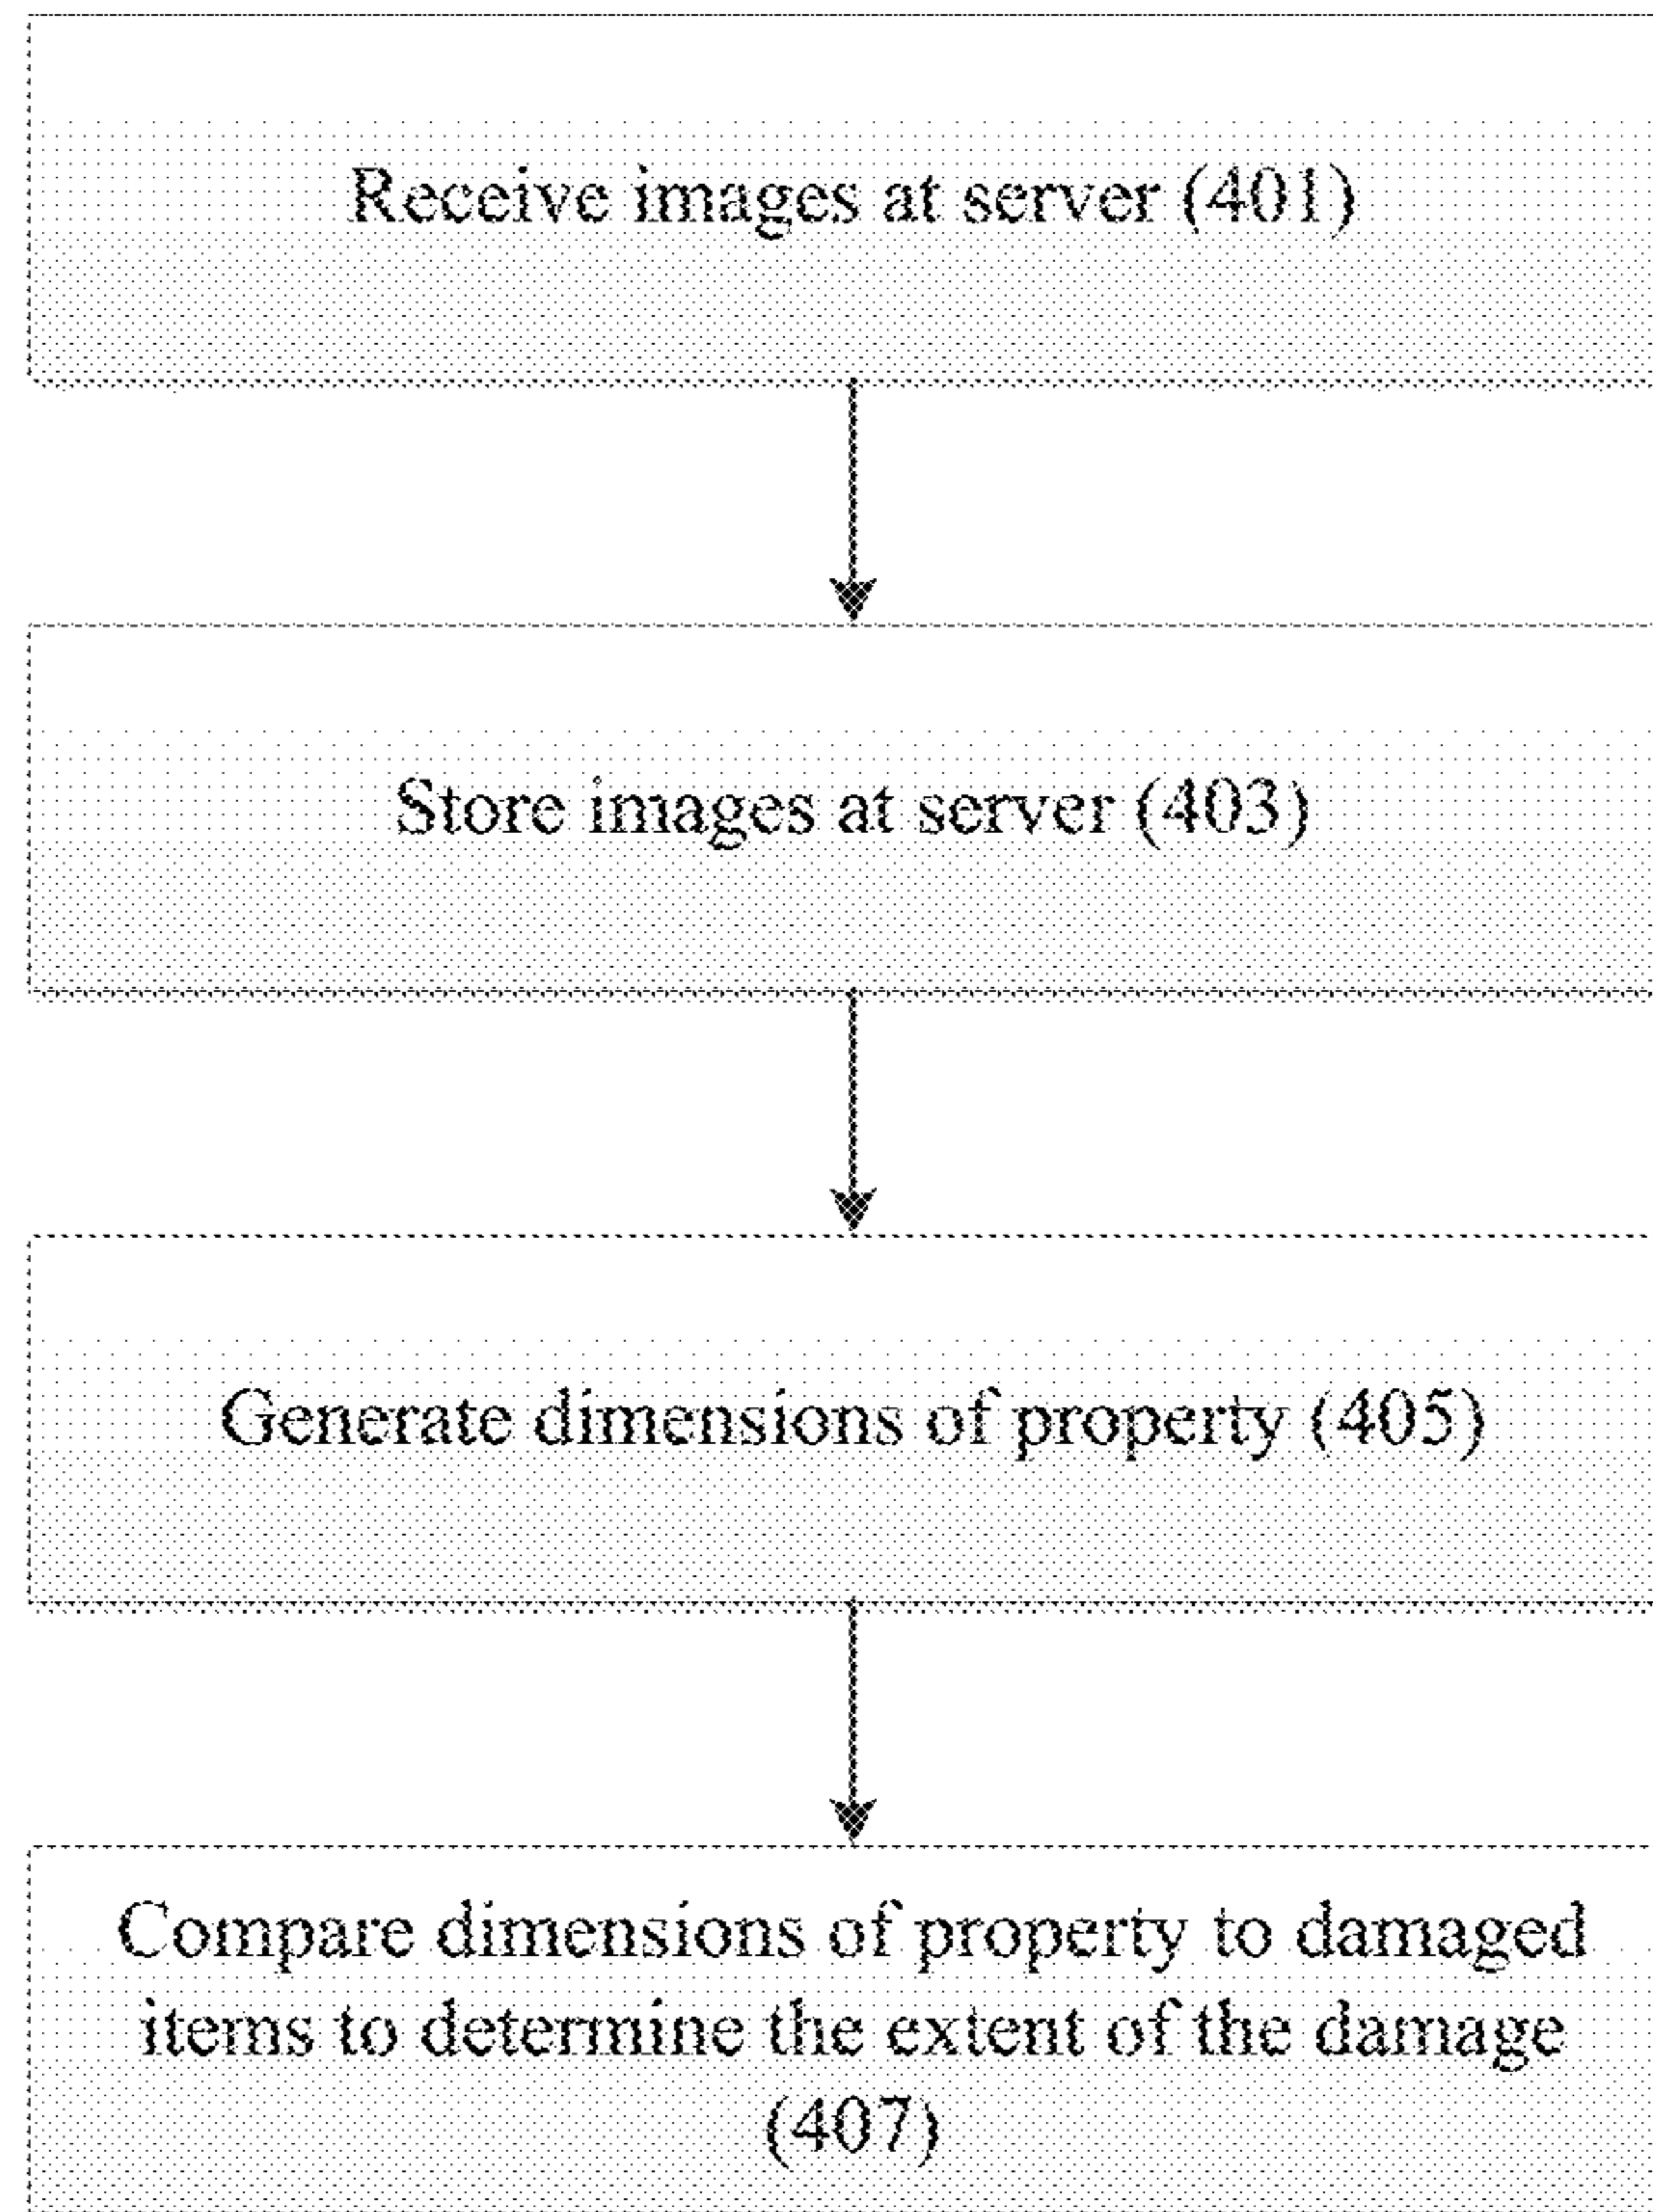 Receive images at server (401)
Store images at server (403)
Generate dimensions of property (405)
Compare dimensions of property to damaged
items to determine the extent of the damage
(407)